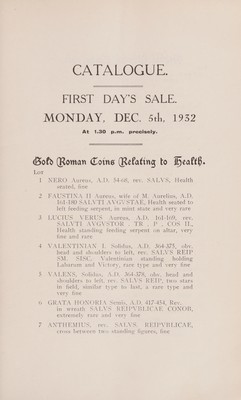 CATALOGUE.
FIRST DAY'S SALE.
MONDAY, DEC. 5th, 1932
At 1.30 p.m. precisely.
Gold Roman Coins Relating to Health.
Lot
1 NERO Aureus, A.D. 54-68, rev. SALVS, Health
seated, fine
2 FAUSTINA II Aureus, wife of M. Aurelius, A.D.
161-180 SALVTI AVGVSTAE, Health seated to
left feeding serpent, in mint state and very rare
3 LUCIUS VERUS Aureus, A.D. 161-169, rev.
SALVTI AVGVSTOR . TR . P . COS II.,
Health standing feeding serpent on altar, very
fine and rare
4 VALENTINIAN I. Solidus, A.D. 364-375, obv.
head and shoulders to left, rev. SALVS REIP
SM. SISC. Valentinian standing holding
Labarum and Victory, rare type and very fine
5 VALENS, Solidus, A.D. 364-378, obv. head and
shoulders to left, rev. SALVS REIP, two stars
in field, similar type to last, a rare type and
very fine
6 GRATA HONORIA Semis, A.D. 417-454, Rev.
in wreath SALVS REIPVBLICAE CONOB,
extremely rare and very fine
7 ANTHEMIUS, rev. SALVS REIPVBLICAE,
cross between two standing figures, fine